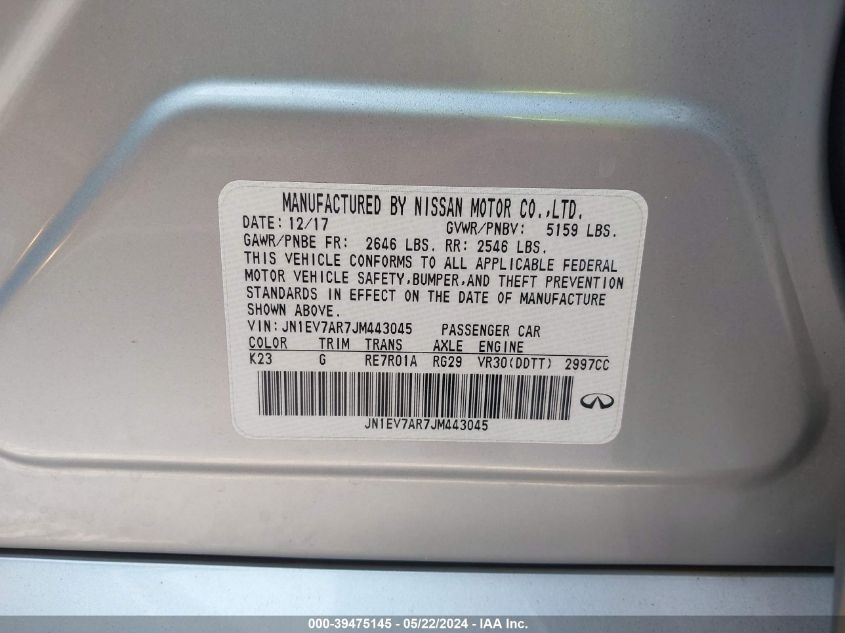 MANUFACTURED BY NISSAN MOTOR CO.,LTD.
DATE: 12/17 GVWR/PNBV: 5159 LBS.
GAWR/PNBE FR: 2646 LBS. RR: 2546 LBS.
THIS VEHICLE CONFORMS TO ALL APPLICABLE FEDERAL
MOTOR VEHICLE SAFETY,BUMPER,AND THEFT PREVENTION
STANDARDS IN EFFECT ON THE DATE OF MANUFACTURE
SHOWN ABOVE.
VIN:JN1EV7AR7JM443045 PASSENGER CAR
COLOR TRIM TRANS AXLE ENGINE
K23 G RE7R01A RG29 VR30(DDTT) 2997CC
JN1EV7AR7JM443045
000-39475145 - 05/22/2024 - IAA Inc.